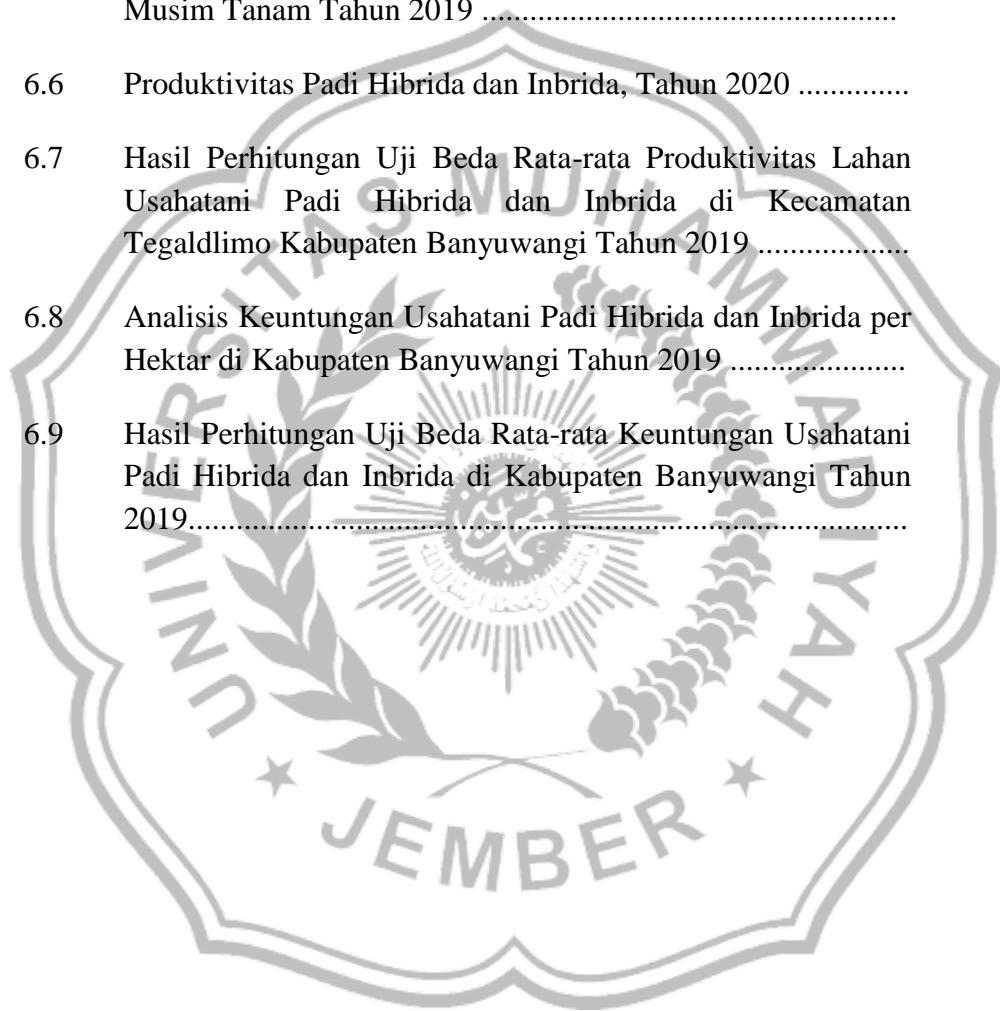 Musim Tanam Tahun 2019 .....................................................
6.6 Produktivitas Padi Hibrida dan Inbrida, Tahun 2020 ..............
6.7 Hasil Perhitungan Uji Beda Rata-rata Produktivitas Lahan
Usahatani Padi Hibrida dan Inbrida di Kecamatan
Tegaldlimo Kabupaten Banyuwangi Tahun 2019 ...................
6.8 Analisis Keuntungan Usahatani Padi Hibrida dan Inbrida per
Hektar di Kabupaten Banyuwangi Tahun 2019 ......................
6.9 Hasil Perhitungan Uji Beda Rata-rata Keuntungan Usahatani
Padi Hibrida dan Inbrida di Kabupaten Banyuwangi Tahun
2019...........................................................................................
UNIVERSITAS MUHAMMADIYAH
JEMBER